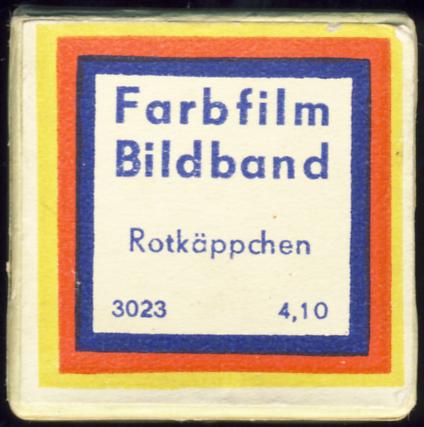 Farbfilm
Bildband
Rotkäppchen
3023 4,10